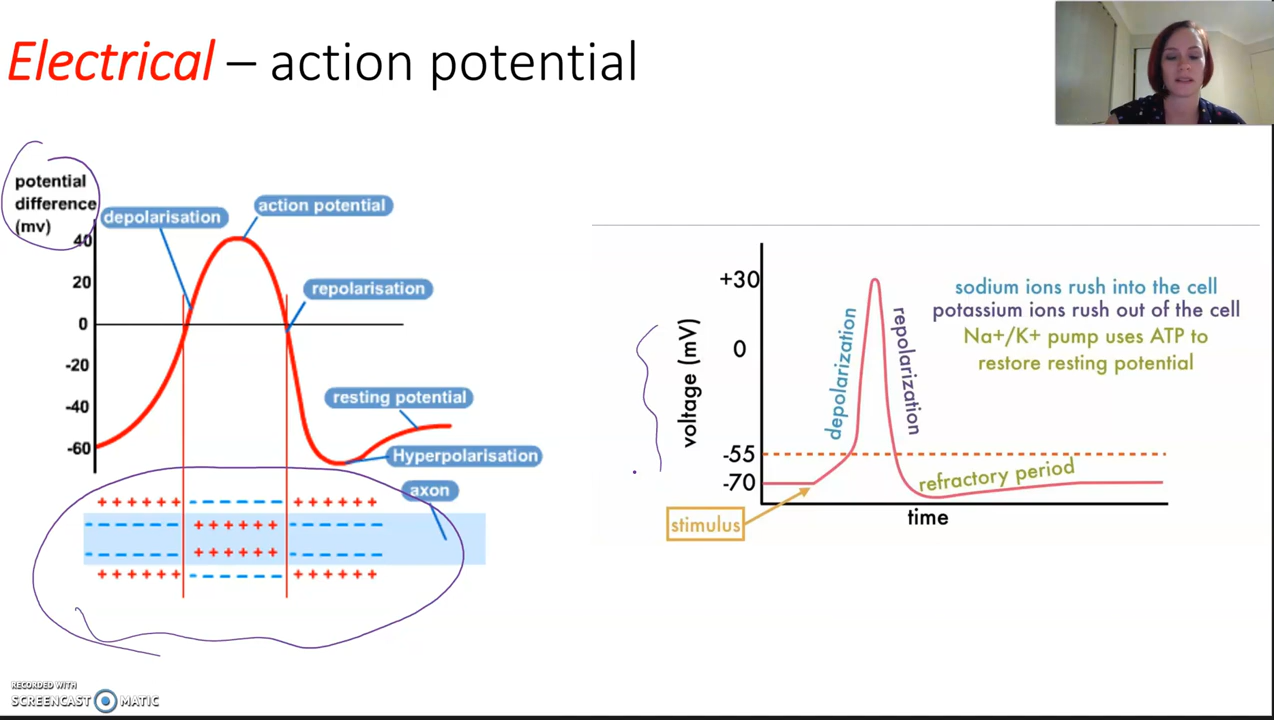 Electrical – action potential
potential
difference
(mv)
40
20
0
-20
-40
-60
depolarisation
action potential
repolarisation
resting potential
Hyperpolarisation
axon
+ + + + + + – – – – – – + + + + + +
– – – – – – + + + + + + – – – – – –
– – – – – – + + + + + + – – – – – –
+ + + + + + – – – – – – + + + + + +
voltage (mV)
+30
0
-55
-70
depolarization
repolarization
sodium ions rush into the cell
potassium ions rush out of the cell
Na+/K+ pump uses ATP to
restore resting potential
refractory period
stimulus
time
RECORDED WITH
SCREENCAST MATIC